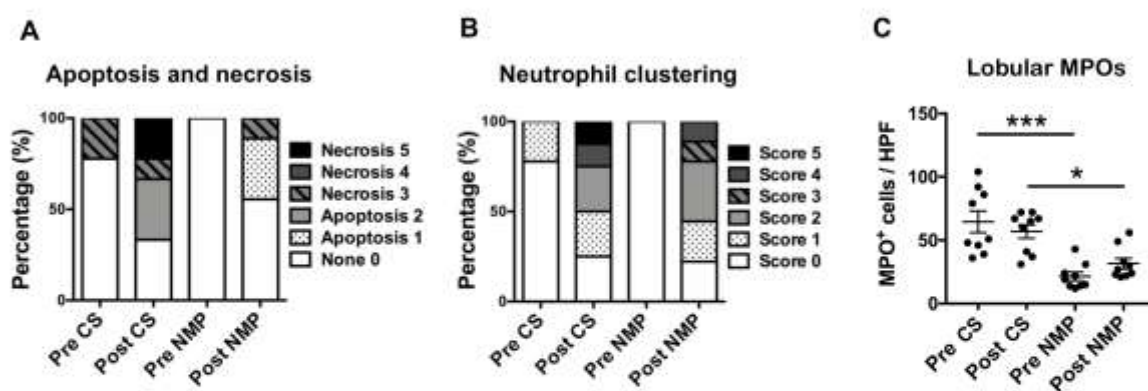 A
Apoptosis and necrosis
Percentage (%)
100
50
0
Pre CS
Post CS
Pre NMP
Post NMP
Necrosis 5
Necrosis 4
Necrosis 3
Apoptosis 2
Apoptosis 1
None 0
B
Neutrophil clustering
Percentage (%)
100
50
0
Pre CS
Post CS
Pre NMP
Post NMP
Score 5
Score 4
Score 3
Score 2
Score 1
Score 0
C
Lobular MPOs
MPO⁺ cells / HPF
150
100
50
0
***
*
Pre CS
Post CS
Pre NMP
Post NMP